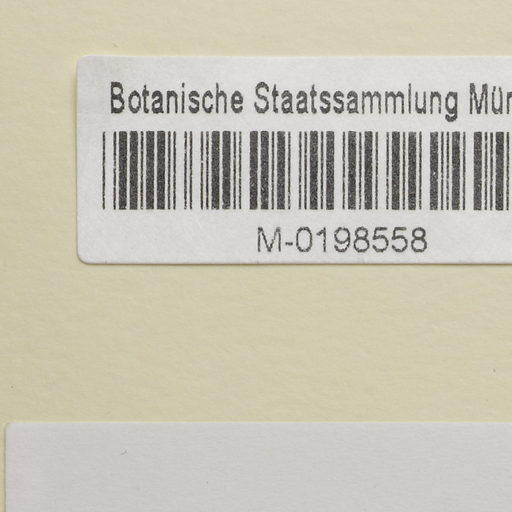 Botanische Staatssammlung Mün
M-0198558